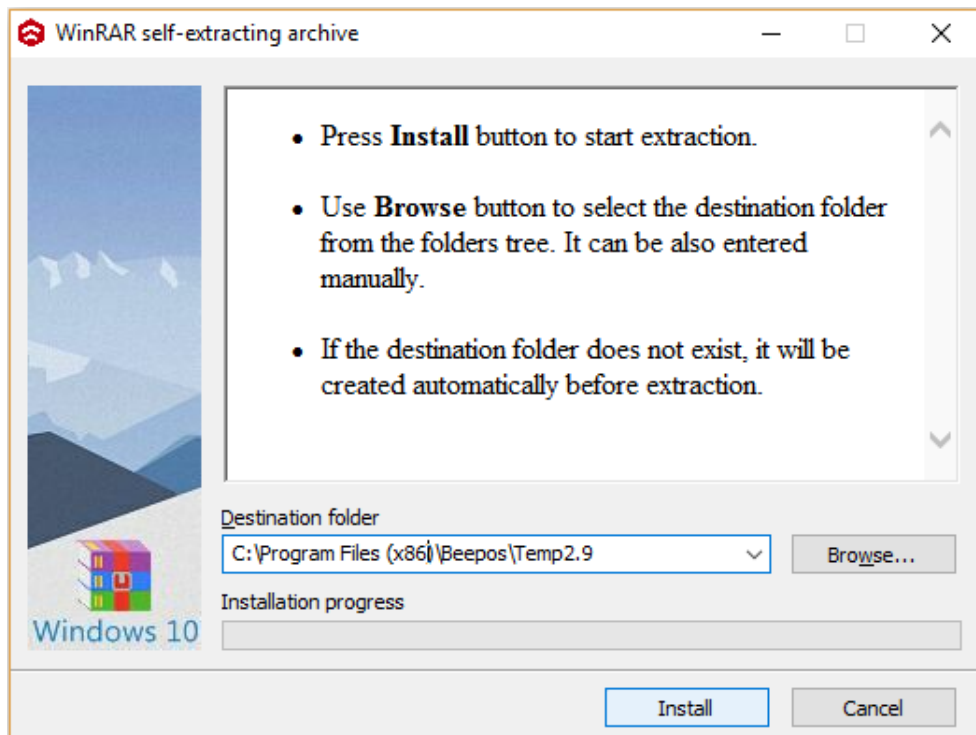 WinRAR self-extracting archive
• Press Install button to start extraction.
• Use Browse button to select the destination folder
from the folders tree. It can be also entered
manually.
• If the destination folder does not exist, it will be
created automatically before extraction.
Destination folder
C:\Program Files (x86)\Beepos\Temp2.9
Browse...
Installation progress
Windows 10
Install
Cancel